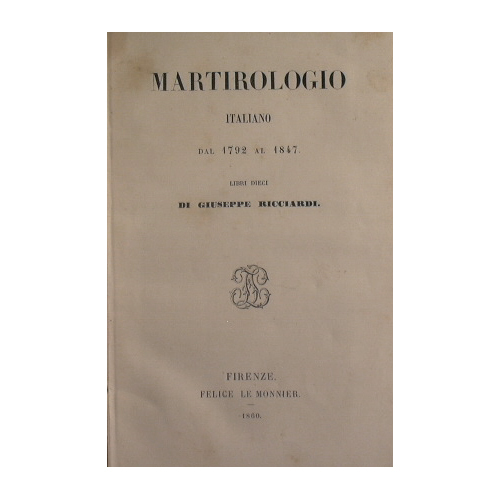 MARTIROLOGIO
ITALIANO
DAL 1792 AL 1847.
LIBRI DIECI
DI GIUSEPPE RICCIARDI.
FIRENZE.
FELICE LE MONNIER.
1860.